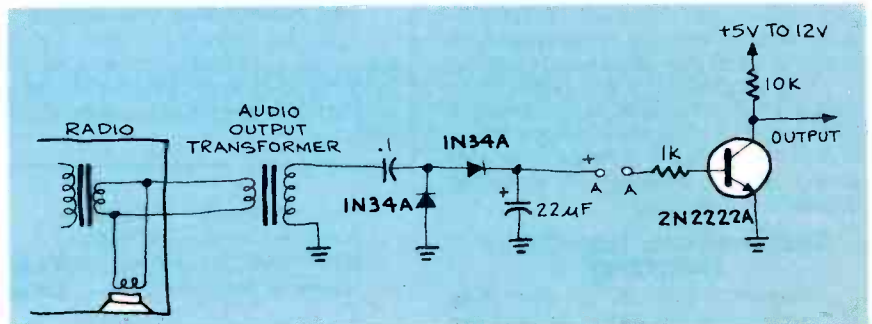 +5V TO 12V
10K
OUTPUT
RADIO
AUDIO
OUTPUT
TRANSFORMER
.1
1N34A
1N34A
+
22µF
+
A
A
1K
2N2222A